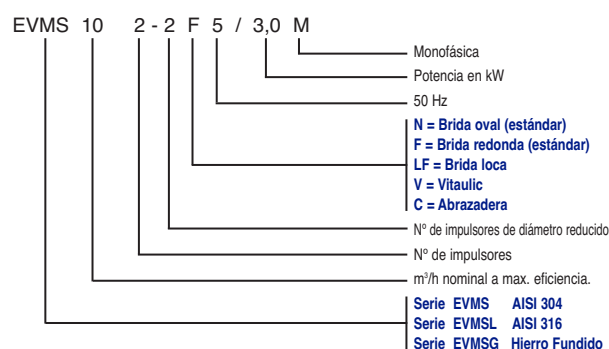 EVMS 10 2 - 2 F 5 / 3,0 M
Monofásica
Potencia en kW
50 Hz
N = Brida oval (estándar)
F = Brida redonda (estándar)
LF = Brida loca
V = Vitaulic
C = Abrazadera
Nº de impulsores de diámetro reducido
Nº de impulsores
m³/h nominal a max. eficiencia.
Serie EVMS AISI 304
Serie EVMSL AISI 316
Serie EVMSG Hierro Fundido